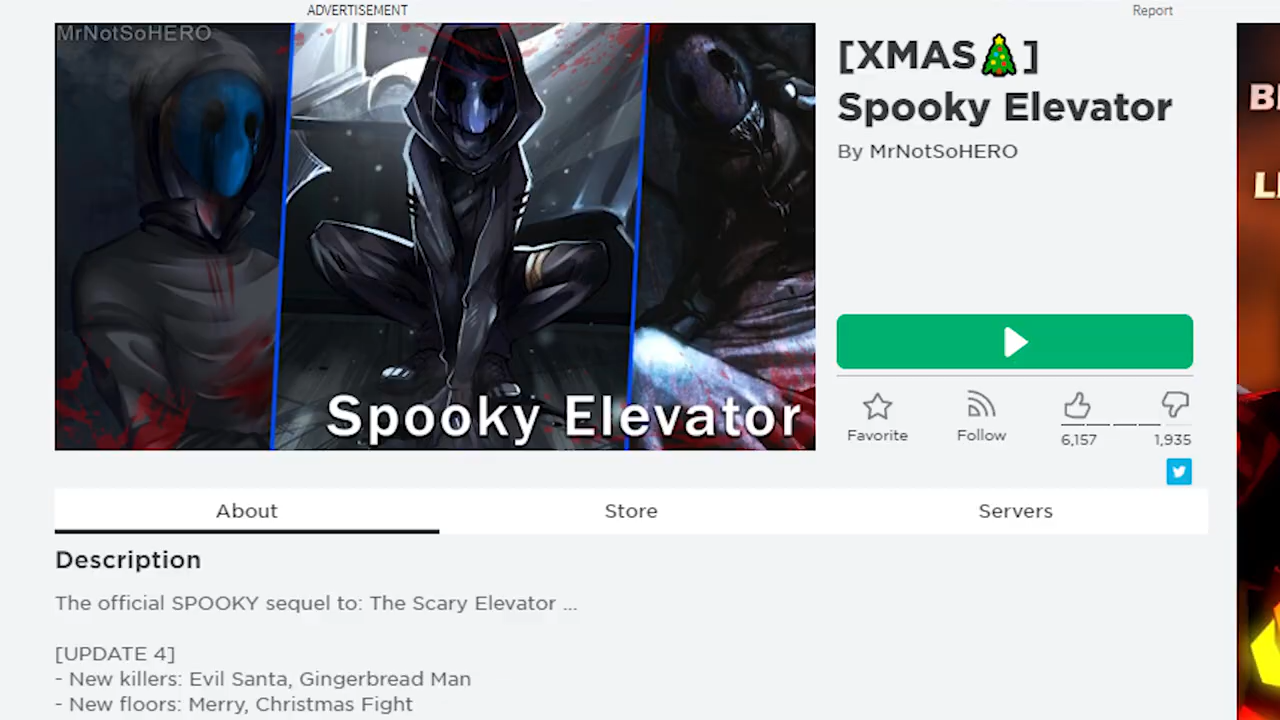 ADVERTISEMENT
Report
MrNotSoHERO
Spooky Elevator
[XMAS🎄]
Spooky Elevator
By MrNotSoHERO
Favorite
Follow
6,157
1,935
About
Store
Servers
Description
The official SPOOKY sequel to: The Scary Elevator ...
[UPDATE 4]
- New killers: Evil Santa, Gingerbread Man
- New floors: Merry, Christmas Fight